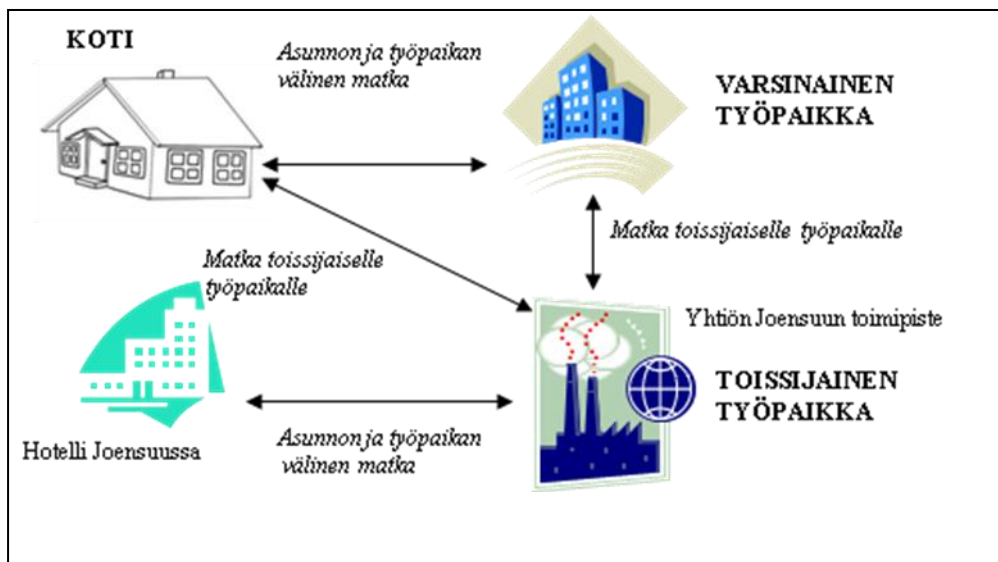 KOTI
Asunnon ja työpaikan
välinen matka
VARSINAINEN
TYÖPAIKKA
Matka toissijaiselle työpaikalle
Matka toissijaiselle
työpaikalle
Yhtiön Joensuun toimipiste
TOISSIJAINEN
TYÖPAIKKA
Hotelli Joensuussa
Asunnon ja työpaikan
välinen matka